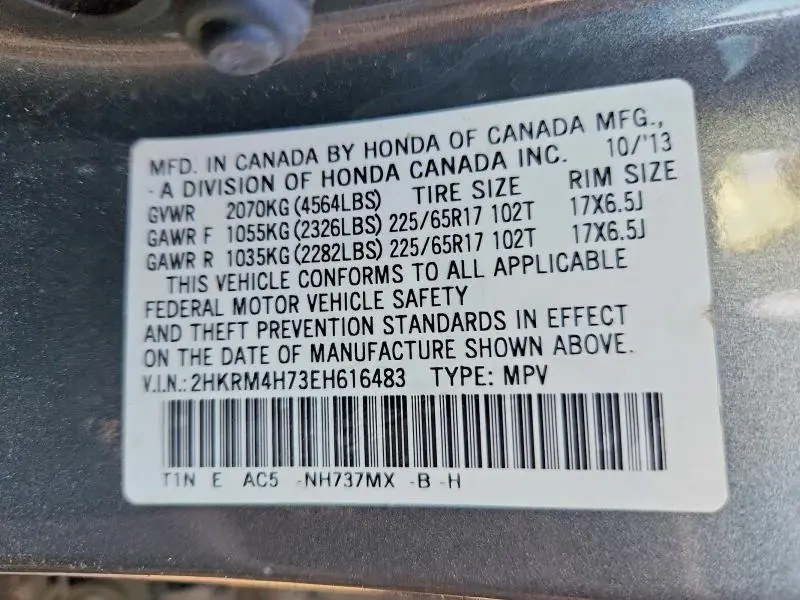 MFD. IN CANADA BY HONDA OF CANADA MFG.,
-A DIVISION OF HONDA CANADA INC. 10/'13
GVWR 2070KG(4564LBS) TIRE SIZE RIM SIZE
GAWR F 1055KG(2326LBS) 225/65R17 102T 17X6.5J
GAWR R 1035KG(2282LBS) 225/65R17 102T 17X6.5J
THIS VEHICLE CONFORMS TO ALL APPLICABLE
FEDERAL MOTOR VEHICLE SAFETY
AND THEFT PREVENTION STANDARDS IN EFFECT
ON THE DATE OF MANUFACTURE SHOWN ABOVE.
V.I.N.: 2HKRM4H73EH616483 TYPE: MPV
T1N E AC5 -NH737MX -B -H